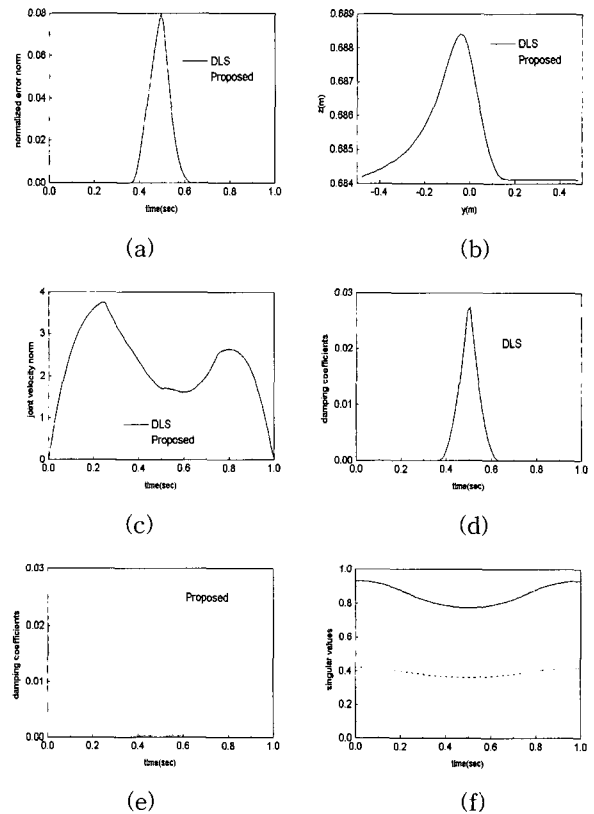 0.08
0.06
0.04
0.02
0.00
normalized error norm
DLS
Proposed
0.0 0.2 0.4 0.6 0.8 1.0
time(sec)
(a)
0.689
0.688
0.687
0.686
0.685
0.684
z(m)
DLS
Proposed
-0.4 -0.2 0.0 0.2 0.4
y(m)
(b)
4
3
2
1
0
joint velocity norm
DLS
Proposed
0.0 0.2 0.4 0.6 0.8 1.0
time(sec)
(c)
0.03
0.02
0.01
0.00
damping coefficients
DLS
0.0 0.2 0.4 0.6 0.8 1.0
time(sec)
(d)
0.03
0.02
0.01
0.00
damping coefficients
Proposed
0.0 0.2 0.4 0.6 0.8 1.0
time(sec)
(e)
1.0
0.8
0.6
0.4
0.2
0.0
singular values
0.0 0.2 0.4 0.6 0.8 1.0
time(sec)
(f)